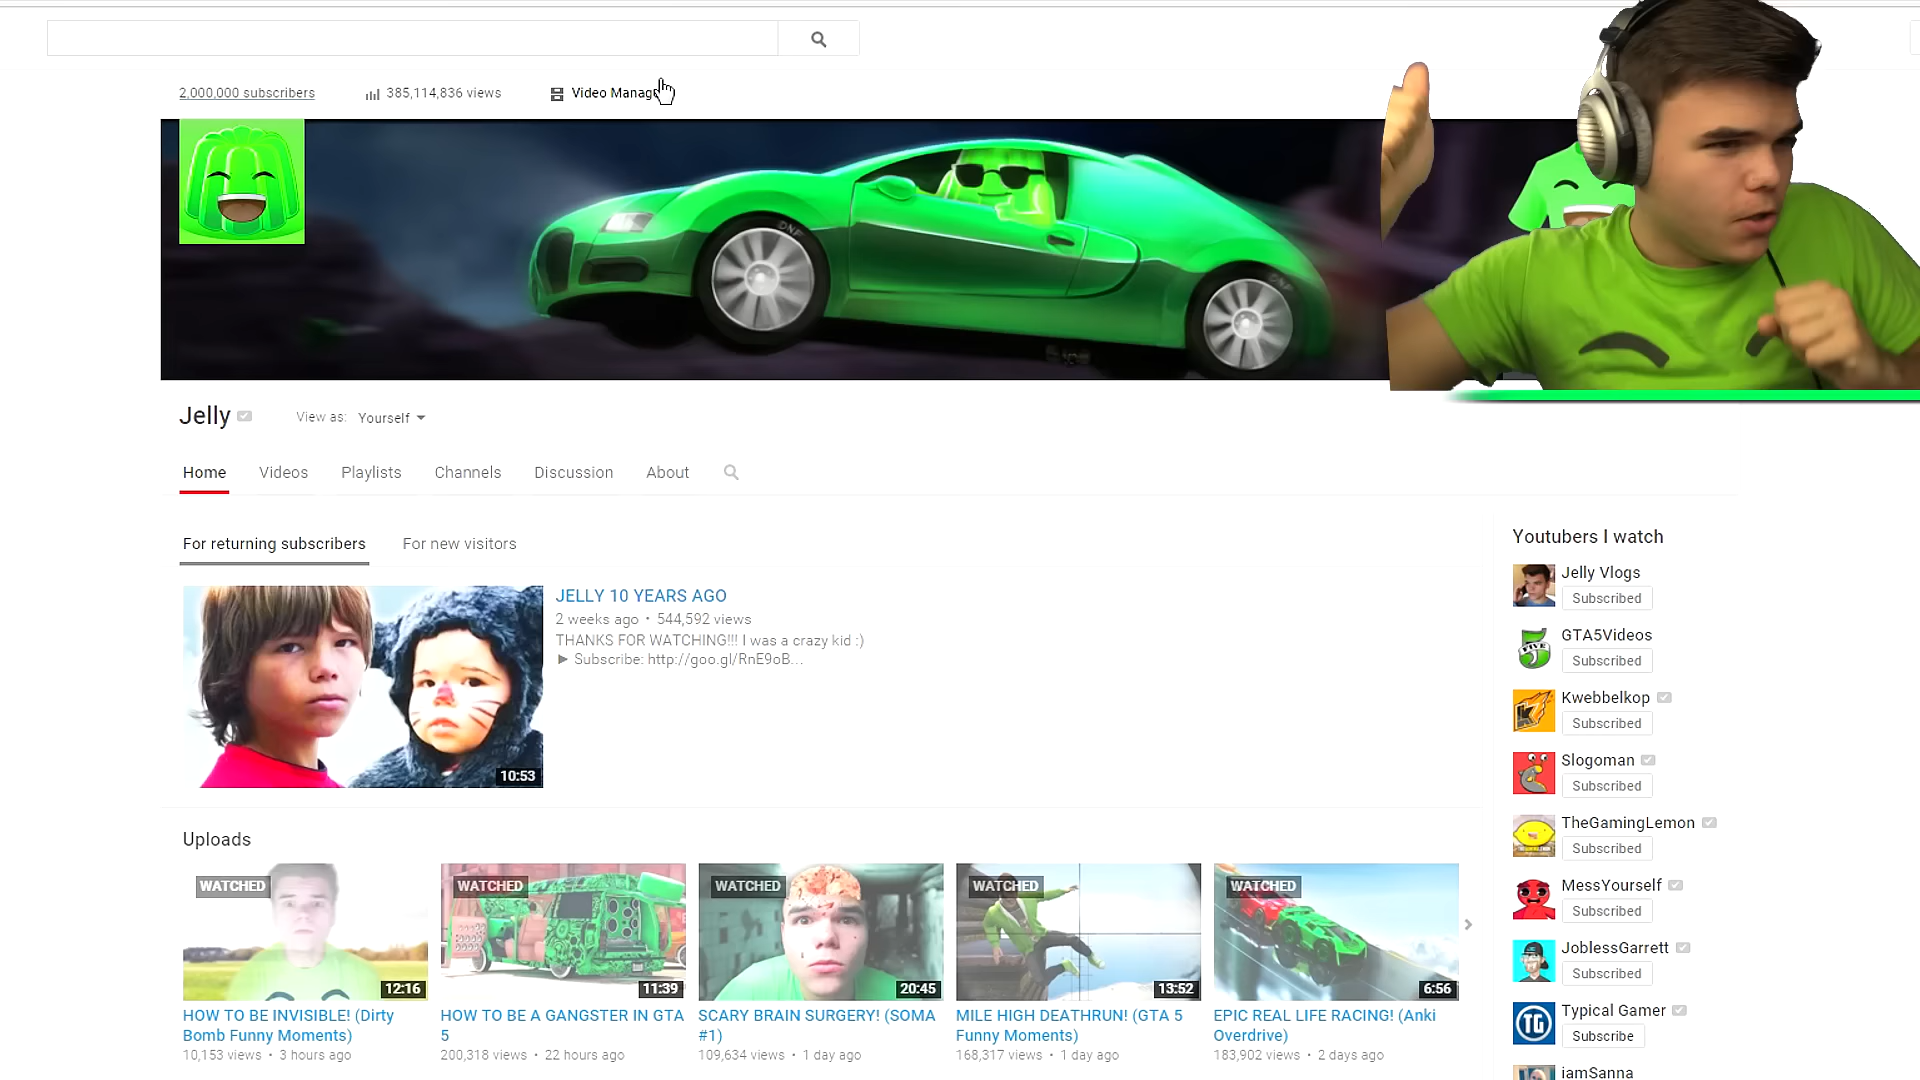 2,000,000 subscribers
385,114,836 views
Video Manag
Jelly
View as: Yourself
Home
Videos
Playlists
Channels
Discussion
About
For returning subscribers
For new visitors
JELLY 10 YEARS AGO
2 weeks ago • 544,592 views
THANKS FOR WATCHING!!! I was a crazy kid :)
► Subscribe: http://goo.gl/RnE9oB...
10:53
Uploads
WATCHED
12:16
HOW TO BE INVISIBLE! (Dirty
Bomb Funny Moments)
10,153 views • 3 hours ago
WATCHED
11:39
HOW TO BE A GANGSTER IN GTA
5
200,318 views • 22 hours ago
WATCHED
20:45
SCARY BRAIN SURGERY! (SOMA
#1)
109,634 views • 1 day ago
WATCHED
13:52
MILE HIGH DEATHRUN! (GTA 5
Funny Moments)
168,317 views • 1 day ago
WATCHED
6:56
EPIC REAL LIFE RACING! (Anki
Overdrive)
183,902 views • 2 days ago
Youtubers I watch
Jelly Vlogs
Subscribed
5
FIVE
GTA5Videos
Subscribed
Kwebbelkop
Subscribed
Slogoman
Subscribed
TheGamingLemon
Subscribed
MessYourself
Subscribed
JoblessGarrett
Subscribed
TG
Typical Gamer
Subscribe
iamSanna